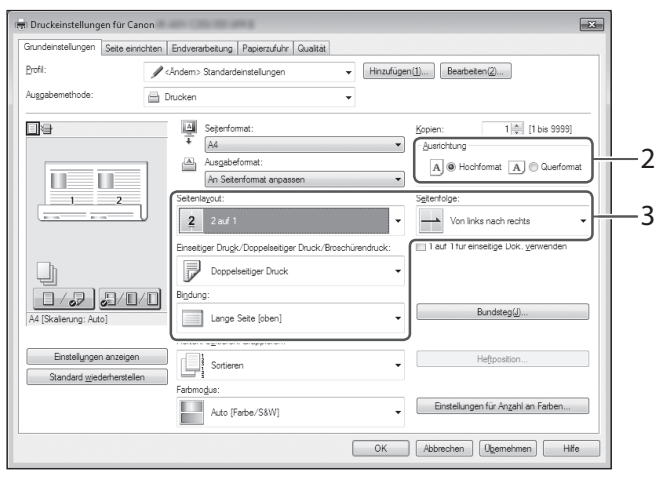 Druckeinstellungen für Canon
Grundeinstellungen Seite einrichten Endverarbeitung Papierzufuhr Qualität
Profil: <Ändern> Standardeinstellungen Hinzufügen(1)... Bearbeiten(2)...
Ausgabemethode: Drucken
Seitenformat: Kopien: 1 [1 bis 9999]
A4 Ausrichtung
2
Ausgabeformat: A Hochformat A Querformat
An Seitenformat anpassen
1 2
Seitenlayout: Seitenfolge:
2 2 auf 1 Von links nach rechts
3
Einseitiger Druck/Doppelseitiger Druck/Broschürendruck: 1 auf 1 für einseitige Dok. verwenden
Doppelseitiger Druck
Bindung:
A4 [Skalierung: Auto] Lange Seite [oben] Bundsteg(J)...
Einstellungen anzeigen Sortieren Heftposition...
Standard wiederherstellen
Farbmodus:
Auto [Farbe/S&W] Einstellungen für Anzahl an Farben...
OK Abbrechen Übernehmen Hilfe